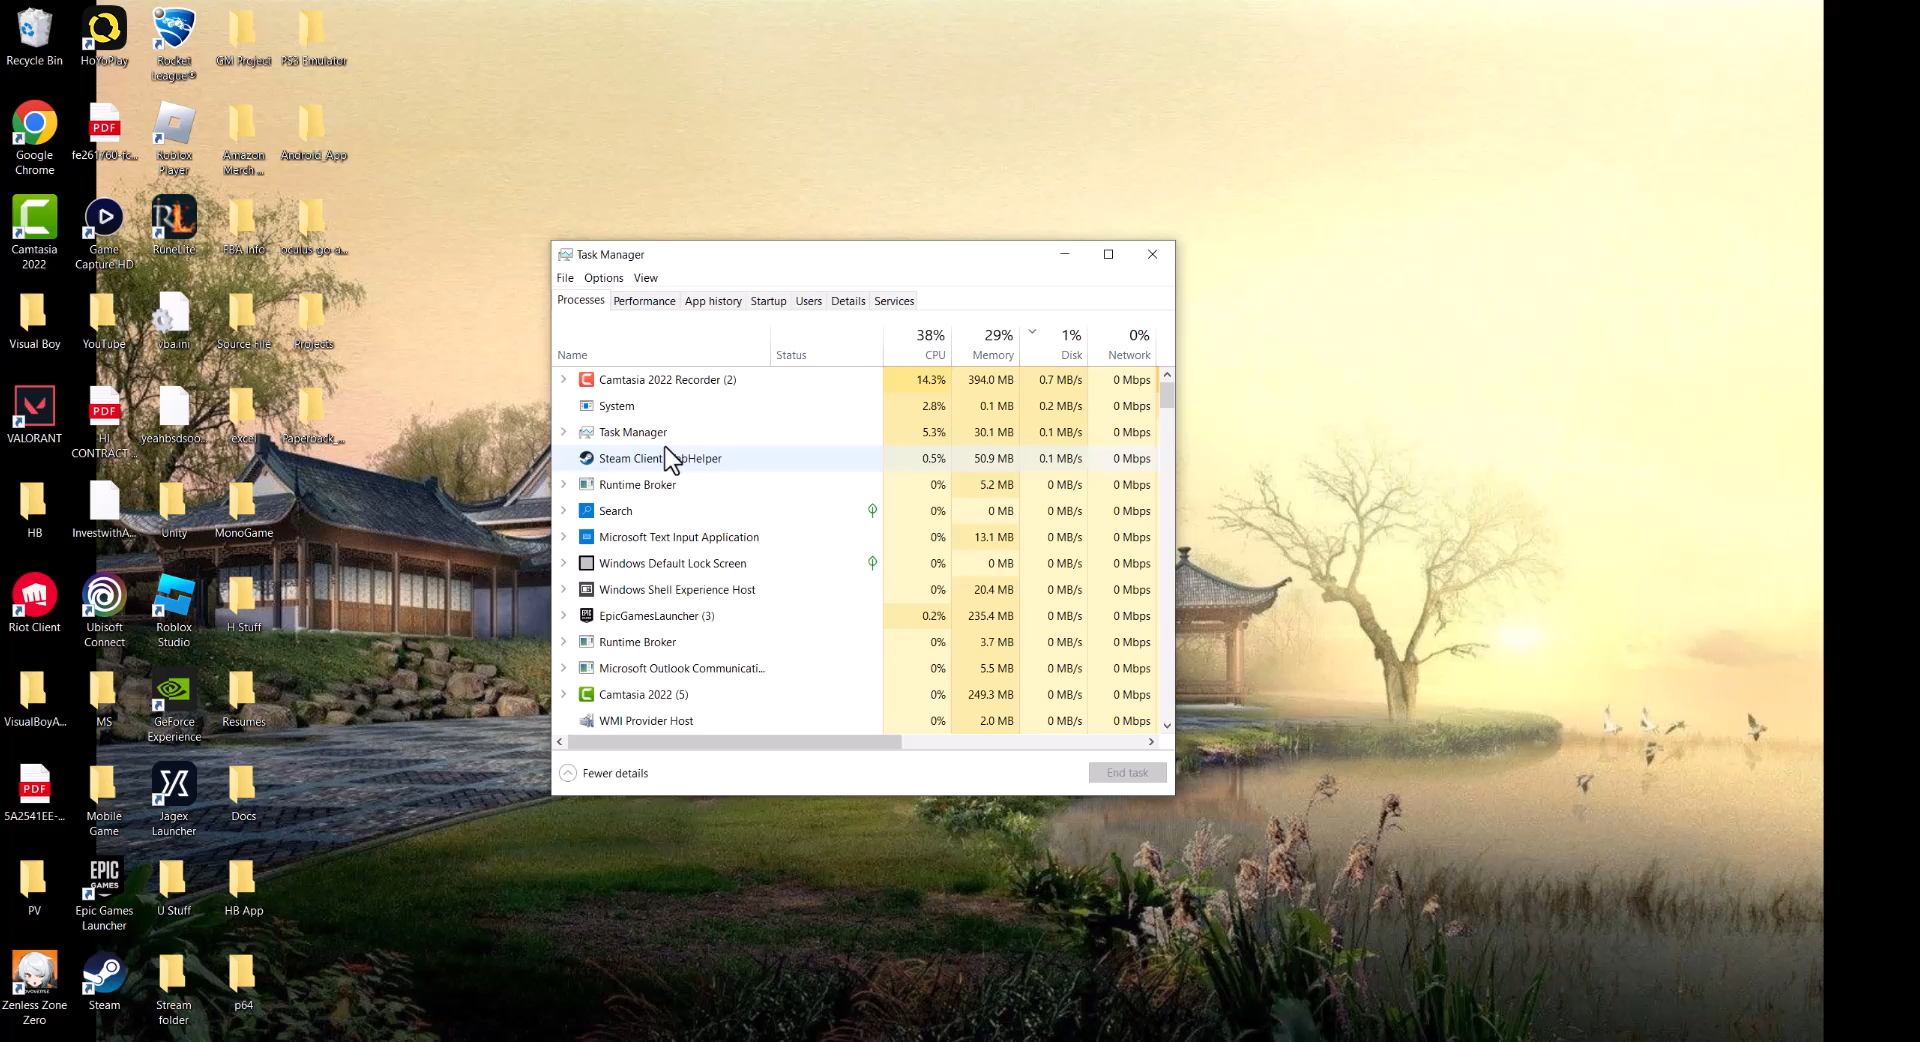 Recycle Bin
HoYoPlay
Rocket
League®
GM Project
PS3 Emulator
Google
Chrome
PDF
fe261760-fc...
Roblox
Player
Amazon
Merch ...
Android_App
Camtasia
2022
Game
Capture HD
RuneLite
FBA Info
oculus-go-a...
Visual Boy
YouTube
vba.ini
Source File
Projects
VALORANT
PDF
HI
CONTRACT ...
yeahbsdsoo...
excel
Paperback_...
HB
InvestwithA...
Unity
MonoGame
Riot Client
Ubisoft
Connect
Roblox
Studio
H Stuff
VisualBoyA...
MS
GeForce
Experience
Resumes
PDF
5A2541EE-...
Mobile
Game
Jagex
Launcher
Docs
PV
EPIC
GAMES
Epic Games
Launcher
U Stuff
HB App
Zenless Zone
Zero
Steam
Stream
folder
p64
Task Manager
File Options View
Processes Performance App history Startup Users Details Services
38% 29% 1% 0%
Name Status CPU Memory Disk Network
Camtasia 2022 Recorder (2) 14.3% 394.0 MB 0.7 MB/s 0 Mbps
System 2.8% 0.1 MB 0.2 MB/s 0 Mbps
Task Manager 5.3% 30.1 MB 0.1 MB/s 0 Mbps
Steam Client bHelper 0.5% 50.9 MB 0.1 MB/s 0 Mbps
Runtime Broker 0% 5.2 MB 0 MB/s 0 Mbps
Search 0% 0 MB 0 MB/s 0 Mbps
Microsoft Text Input Application 0% 13.1 MB 0 MB/s 0 Mbps
Windows Default Lock Screen 0% 0 MB 0 MB/s 0 Mbps
Windows Shell Experience Host 0% 20.4 MB 0 MB/s 0 Mbps
EpicGamesLauncher (3) 0.2% 235.4 MB 0 MB/s 0 Mbps
Runtime Broker 0% 3.7 MB 0 MB/s 0 Mbps
Microsoft Outlook Communicati... 0% 5.5 MB 0 MB/s 0 Mbps
Camtasia 2022 (5) 0% 249.3 MB 0 MB/s 0 Mbps
WMI Provider Host 0% 2.0 MB 0 MB/s 0 Mbps
Fewer details
End task